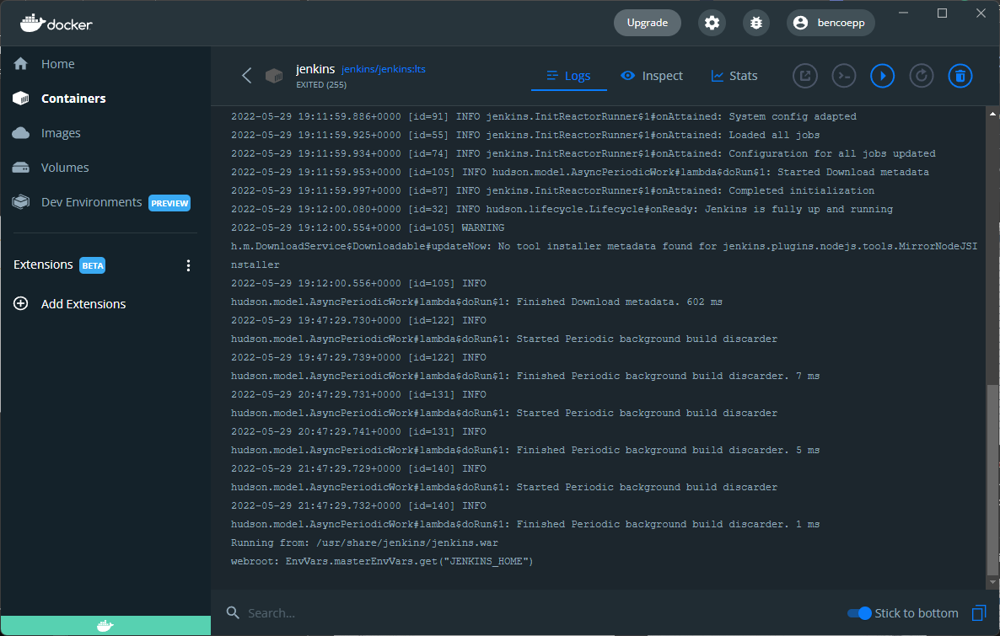 docker
Upgrade
bencoepp
Home
Containers
Images
Volumes
Dev Environments PREVIEW
Extensions BETA
Add Extensions
jenkins jenkins/jenkins:lts
EXITED (255)
Logs
Inspect
Stats
2022-05-29 19:11:59.886+0000 [id=91] INFO jenkins.InitReactorRunner$1#onAttained: System config adapted
2022-05-29 19:11:59.925+0000 [id=55] INFO jenkins.InitReactorRunner$1#onAttained: Loaded all jobs
2022-05-29 19:11:59.934+0000 [id=74] INFO jenkins.InitReactorRunner$1#onAttained: Configuration for all jobs updated
2022-05-29 19:11:59.953+0000 [id=105] INFO hudson.model.AsyncPeriodicWork#lambda$doRun$1: Started Download metadata
2022-05-29 19:11:59.997+0000 [id=87] INFO jenkins.InitReactorRunner$1#onAttained: Completed initialization
2022-05-29 19:12:00.080+0000 [id=32] INFO hudson.lifecycle.Lifecycle#onReady: Jenkins is fully up and running
2022-05-29 19:12:00.554+0000 [id=105] WARNING
h.m.DownloadService$Downloadable#updateNow: No tool installer metadata found for jenkins.plugins.nodejs.tools.MirrorNodeJSI
nstaller
2022-05-29 19:12:00.556+0000 [id=105] INFO
hudson.model.AsyncPeriodicWork#lambda$doRun$1: Finished Download metadata. 602 ms
2022-05-29 19:47:29.730+0000 [id=122] INFO
hudson.model.AsyncPeriodicWork#lambda$doRun$1: Started Periodic background build discarder
2022-05-29 19:47:29.739+0000 [id=122] INFO
hudson.model.AsyncPeriodicWork#lambda$doRun$1: Finished Periodic background build discarder. 7 ms
2022-05-29 20:47:29.731+0000 [id=131] INFO
hudson.model.AsyncPeriodicWork#lambda$doRun$1: Started Periodic background build discarder
2022-05-29 20:47:29.741+0000 [id=131] INFO
hudson.model.AsyncPeriodicWork#lambda$doRun$1: Finished Periodic background build discarder. 5 ms
2022-05-29 21:47:29.729+0000 [id=140] INFO
hudson.model.AsyncPeriodicWork#lambda$doRun$1: Started Periodic background build discarder
2022-05-29 21:47:29.732+0000 [id=140] INFO
hudson.model.AsyncPeriodicWork#lambda$doRun$1: Finished Periodic background build discarder. 1 ms
Running from: /usr/share/jenkins/jenkins.war
webroot: EnvVars.masterEnvVars.get("JENKINS_HOME")
Search...
Stick to bottom